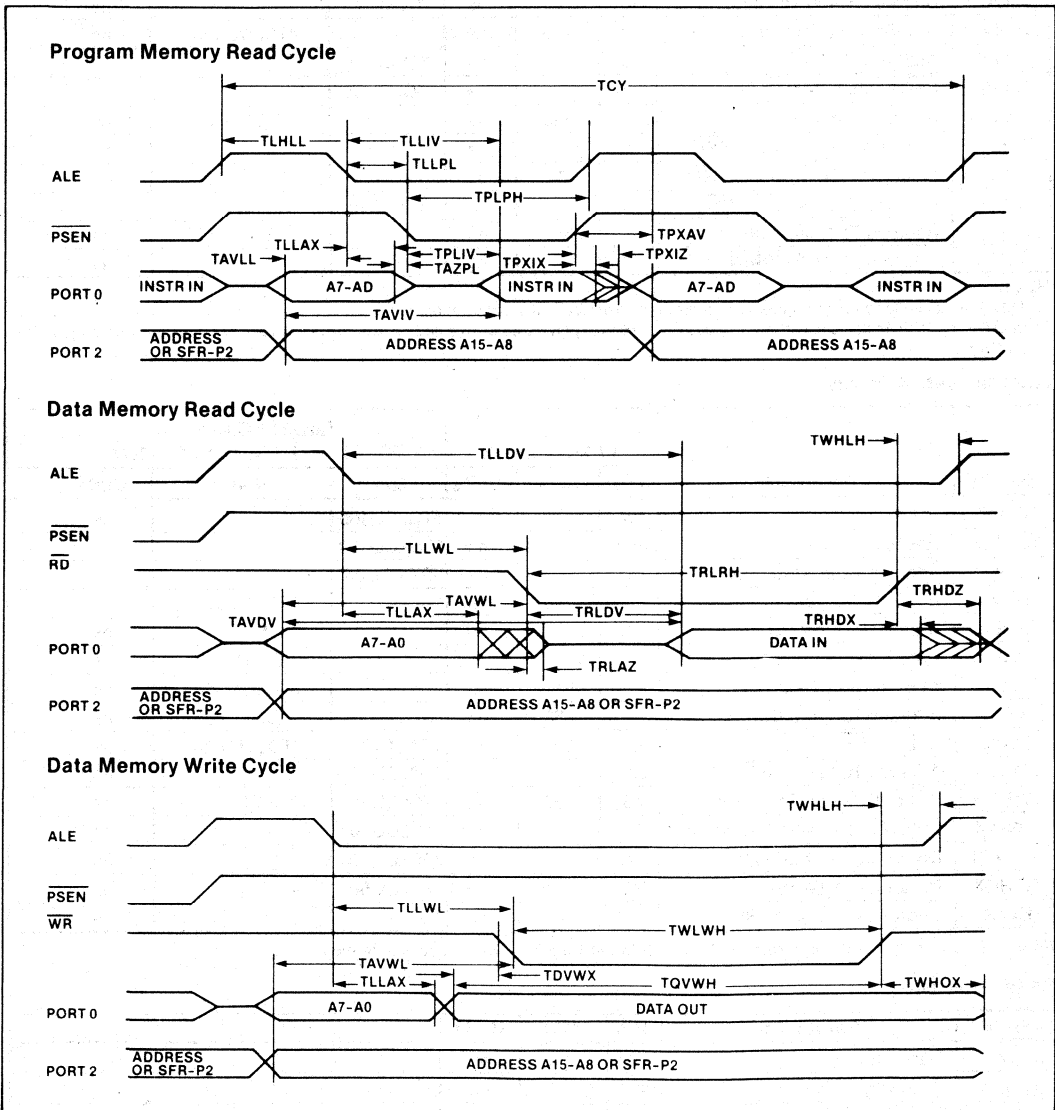 Program Memory Read Cycle
TCY
TLHLL
TLLIV
TLLPL
ALE
TPLPH
PSEN
TPXAV
TLLAX
TPLIV
TPXIZ
TAVLL
TAZPL
TPXIX
PORT 0
INSTR IN
A7-AD
INSTR IN
A7-AD
INSTR IN
TAVIV
PORT 2
ADDRESS
OR SFR-P2
ADDRESS A15-A8
ADDRESS A15-A8
Data Memory Read Cycle
TWHLH
TLLDV
ALE
PSEN
TLLWL
RD
TRLRH
TAVWL
TRHDZ
TAVDV
TLLAX
TRLDV
TRHDX
PORT 0
A7-A0
DATA IN
TRLAZ
PORT 2
ADDRESS
OR SFR-P2
ADDRESS A15-A8 OR SFR-P2
Data Memory Write Cycle
TWHLH
ALE
PSEN
TLLWL
WR
TWLWH
TAVWL
TDVWX
TLLAX
TQVWH
TWHOX
PORT 0
A7-A0
DATA OUT
PORT 2
ADDRESS
OR SFR-P2
ADDRESS A15-A8 OR SFR-P2